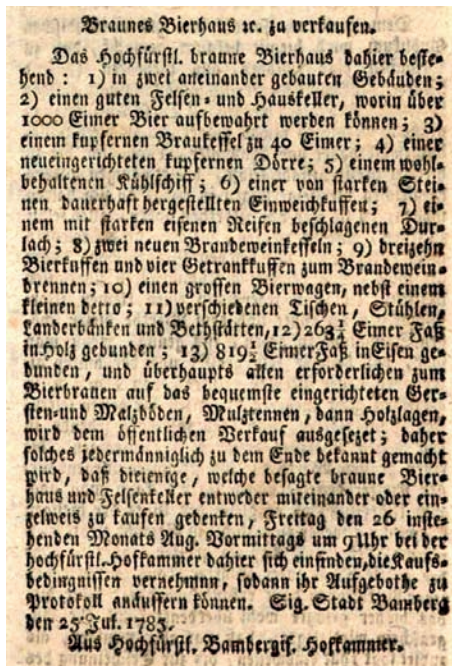 Braunes Bierhaus ꝛc. zu verkaufen.
Das Hochfürstl. braune Bierhaus dahier beste-
hend : 1) in zwei aneinander gebauten Gebäuden;
2) einen guten Felsen- und Hauskeller, worin über
1000 Eimer Bier aufbewahrt werden können; 3)
einem kupfernen Braukessel zu 40 Eimer; 4) einer
neueingerichteten kupfernen Dörre; 5) einem wohl-
behaltenen Kühlschiff; 6) einer von starken Stei-
nen dauerhaft hergestellten Einweichkuffen; 7) ei-
nem mit starken eisenen Reifen beschlagenen Dur-
lach; 8) zwei neuen Brandeweinkesseln; 9) dreizehn
Bierkuffen und vier Getrankkuffen zum Brandewein-
brennen; 10) einen grossen Bierwagen, nebst einem
kleinen detto; 11) verschiedenen Tischen, Stühlen,
Landerbänken und Bethstätten, 12) 263¼ Eimer Faß
in Holz gebunden; 13) 819½ Eimer Faß in Eisen ge-
bunden, und überhaupts allen erforderlichen zum
Bierbrauen auf das bequemste eingerichteten Ger-
sten-und Malzböden, Mulztennen, dann Holzlagen,
wird dem öffentlichen Verkauf ausgesezet; daher
solches jedermänniglich zu dem Ende bekannt gemacht
wird, daß dieienige, welche besagte braune Bier-
haus und Felsenkeller entweder miteinander oder ein-
zelweis zu kaufen gedenken, Freitag den 26 inste-
henden Monats Aug. Vormittags um 9 Uhr bei der
hochfürstl. Hofkammer dahier sich einfinden, die Kaufs-
bedingnissen vernehmnn, sodann ihr Aufgebothe zu
Protokoll anäussern können. Sig. Stadt Bamberg
den 25 Jul. 1785.
Aus Hochfürstl. Bambergis. Hofkammer.